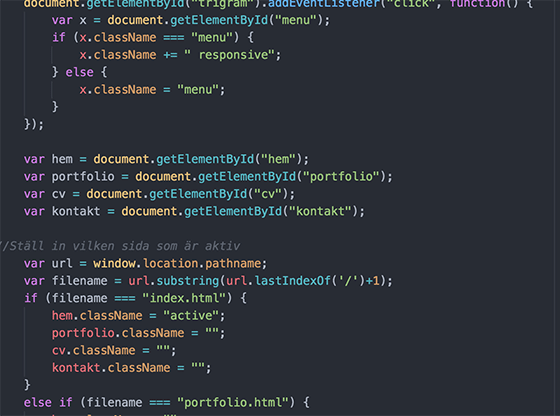 document.getElementById("trigram").addEventListener("click", function() {
var x = document.getElementById("menu");
if (x.className === "menu") {
x.className += " responsive";
} else {
x.className = "menu";
}
});
var hem = document.getElementById("hem");
var portfolio = document.getElementById("portfolio");
var cv = document.getElementById("cv");
var kontakt = document.getElementById("kontakt");
//Ställ in vilken sida som är aktiv
var url = window.location.pathname;
var filename = url.substring(url.lastIndexOf('/')+1);
if (filename === "index.html") {
hem.className = "active";
portfolio.className = "";
cv.className = "";
kontakt.className = "";
}
else if (filename === "portfolio.html") {